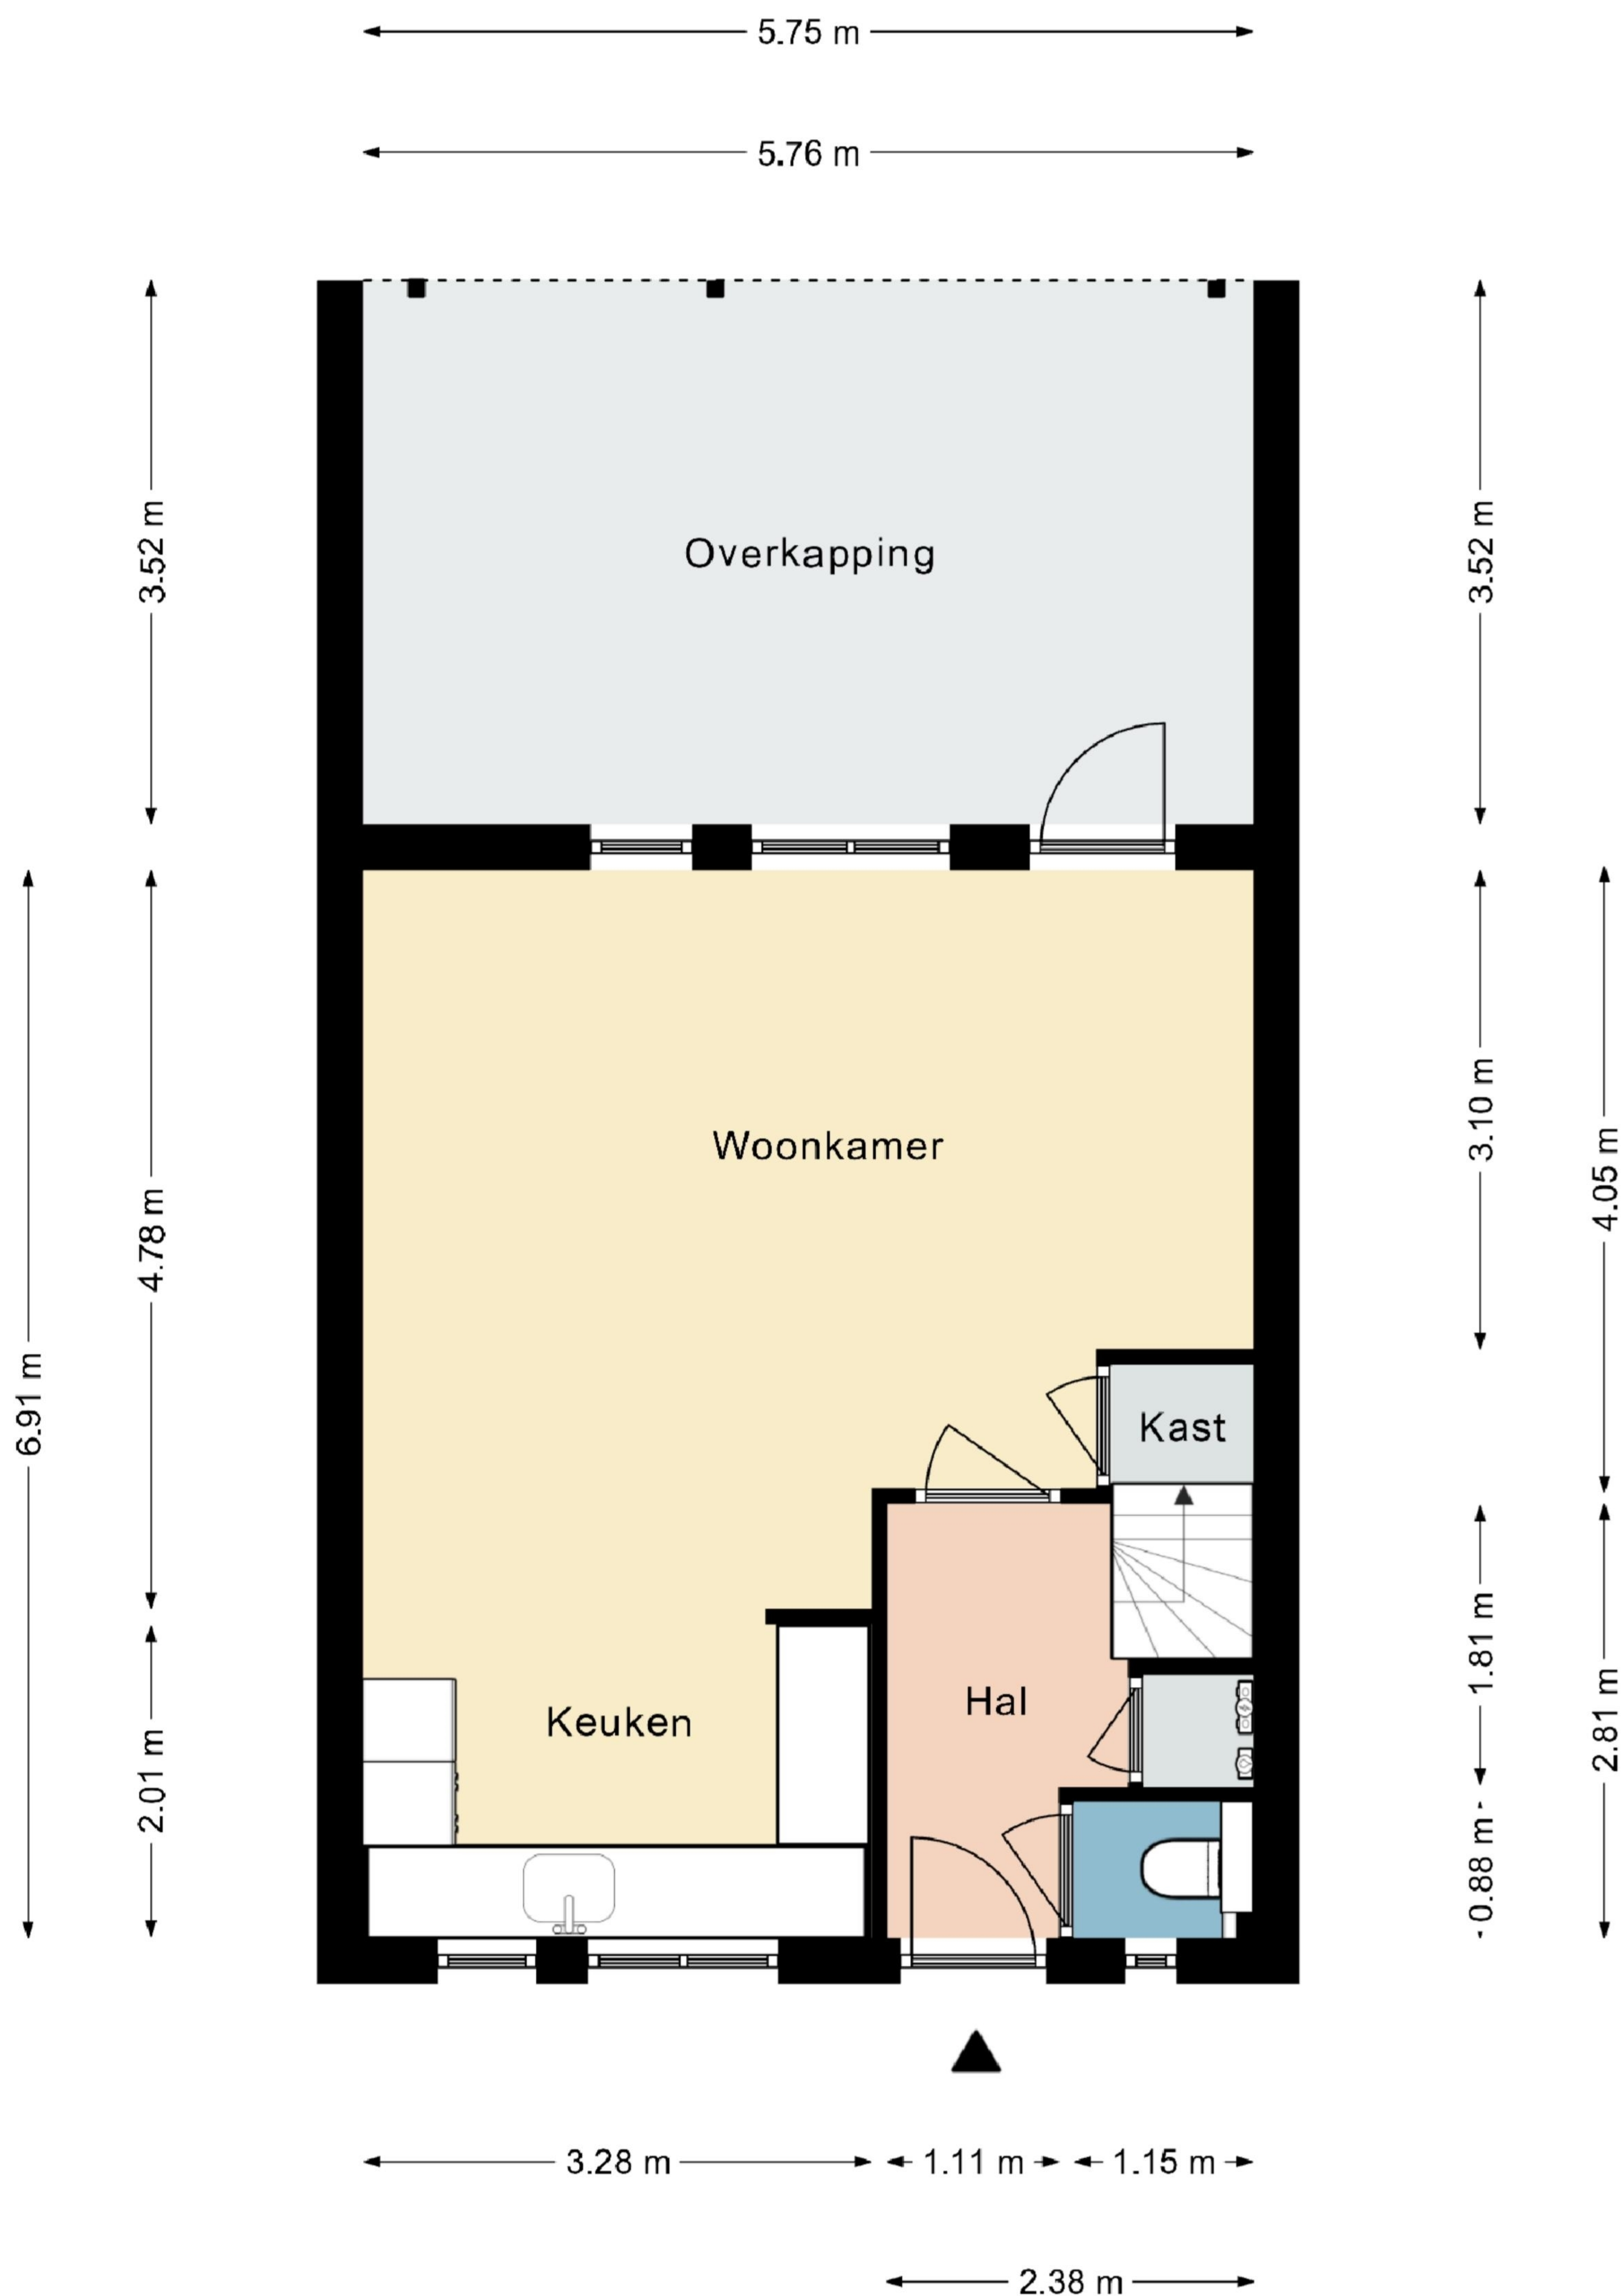 5.75 m
5.76 m
3.52 m
3.52 m
Overkapping
3.10 m
Woonkamer
4.05 m
4.78 m
6.91 m
Kast
1.81 m
Hal
Keuken
2.81 m
2.01 m
0.88 m
3.28 m
1.11 m
1.15 m
2.38 m